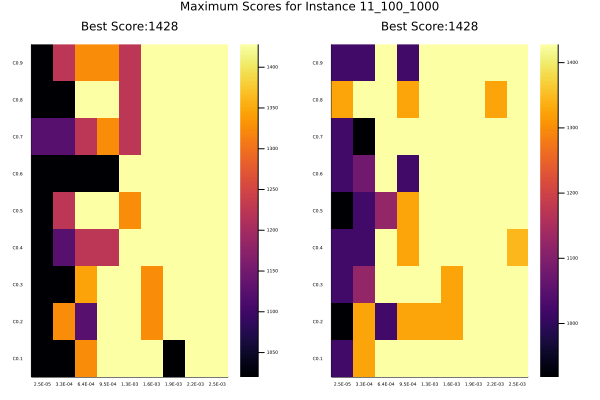 Maximum Scores for Instance 11_100_1000
Best Score:1428
Best Score:1428
C0.9
C0.8
C0.7
C0.6
C0.5
C0.4
C0.3
C0.2
C0.1
2.5E-05 3.3E-04 6.4E-04 9.5E-04 1.3E-03 1.6E-03 1.9E-03 2.2E-03 2.5E-03
1400
1350
1300
1250
1200
1150
1100
1050
C0.9
C0.8
C0.7
C0.6
C0.5
C0.4
C0.3
C0.2
C0.1
2.5E-05 3.3E-04 6.4E-04 9.5E-04 1.3E-03 1.6E-03 1.9E-03 2.2E-03 2.5E-03
1400
1300
1200
1100
1000